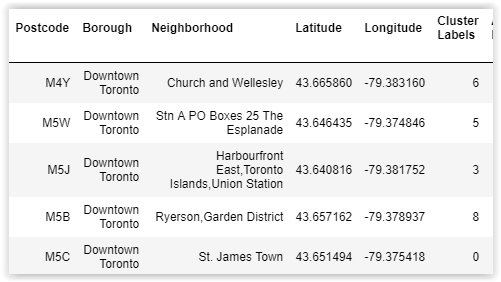 Postcode Borough Neighborhood Latitude Longitude Cluster Labels
M4Y Downtown Toronto Church and Wellesley 43.665860 -79.383160 6
M5W Downtown Toronto Stn A PO Boxes 25 The Esplanade 43.646435 -79.374846 5
M5J Downtown Toronto Harbourfront East,Toronto Islands,Union Station 43.640816 -79.381752 3
M5B Downtown Toronto Ryerson,Garden District 43.657162 -79.378937 8
M5C Downtown Toronto St. James Town 43.651494 -79.375418 0